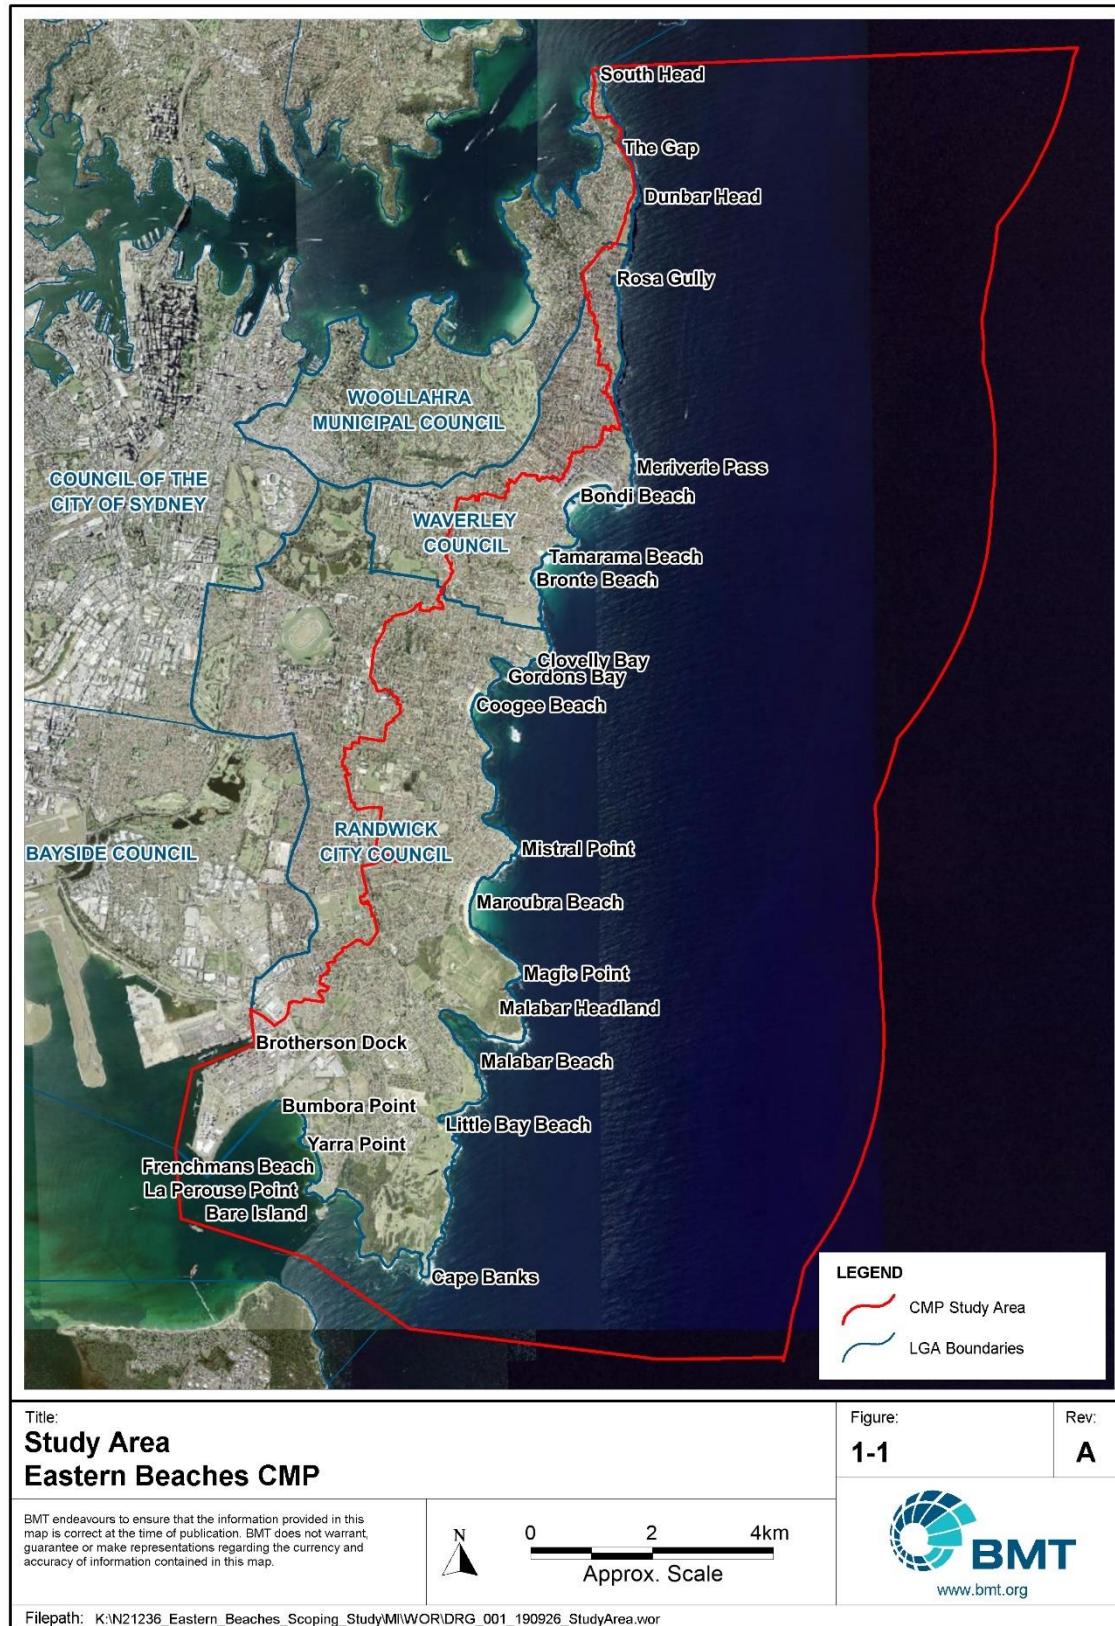 South Head
The Gap
Dunbar Head
Rosa Gully
WOOLLAHRA
MUNICIPAL COUNCIL
Meriverie Pass
COUNCIL OF THE
CITY OF SYDNEY
Bondi Beach
WAVERLEY
COUNCIL
Tamarama Beach
Bronte Beach
Clovelly Bay
Gordons Bay
Coogee Beach
RANDWICK
CITY COUNCIL
BAYSIDE COUNCIL
Mistral Point
Maroubra Beach
Magic Point
Malabar Headland
Brotherson Dock
Malabar Beach
Bumbora Point
Little Bay Beach
Yarra Point
Frenchmans Beach
La Perouse Point
Bare Island
Cape Banks
LEGEND
CMP Study Area
LGA Boundaries
Title:
Study Area
Eastern Beaches CMP
Figure:
1-1
Rev:
A
BMT endeavours to ensure that the information provided in this
map is correct at the time of publication. BMT does not warrant,
guarantee or make representations regarding the currency and
accuracy of information contained in this map.
N
0 2 4km
Approx. Scale
BMT
www.bmt.org
Filepath: K:\N21236_Eastern_Beaches_Scoping_Study\MI\WOR\DRG_001_190926_StudyArea.wor